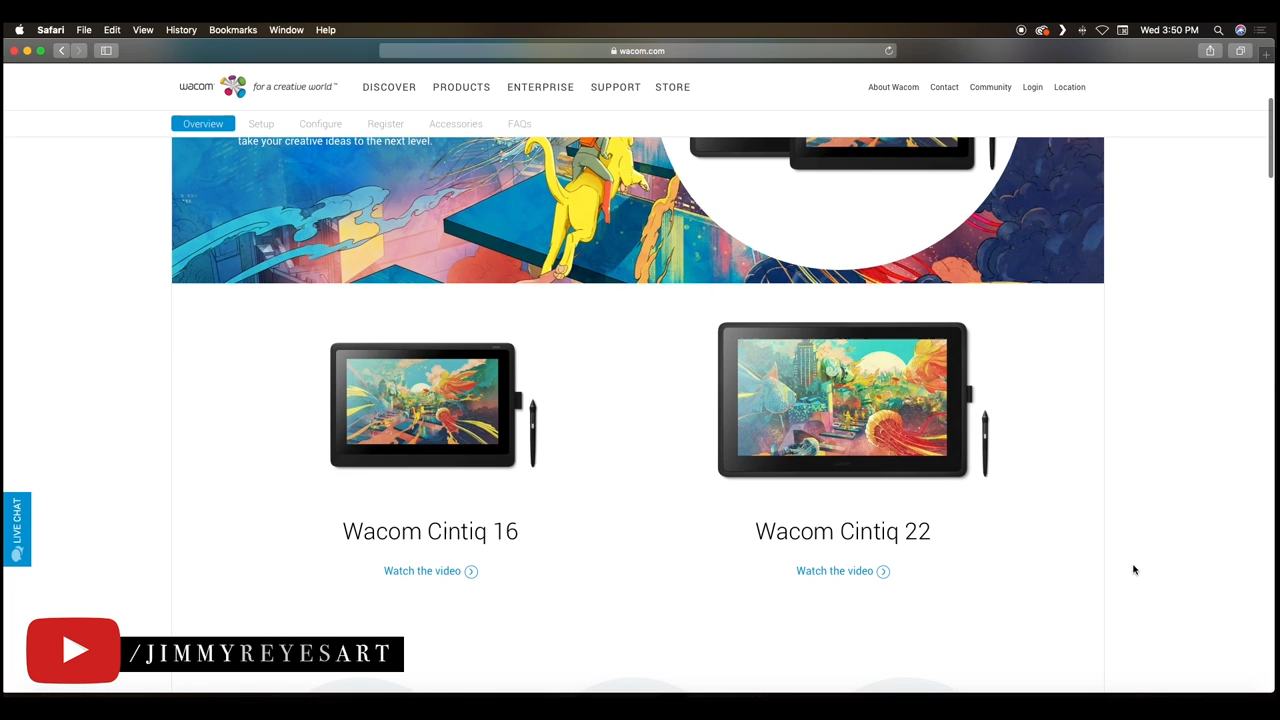 Safari File Edit View History Bookmarks Window Help Wed 3:50 PM
wacom.com
wacom for a creative world™ DISCOVER PRODUCTS ENTERPRISE SUPPORT STORE About Wacom Contact Community Login Location
Overview Setup Configure Register Accessories FAQs
take your creative ideas to the next level.
Wacom Cintiq 16
Wacom Cintiq 22
Watch the video
Watch the video
LIVE CHAT
/JIMMYREYESART